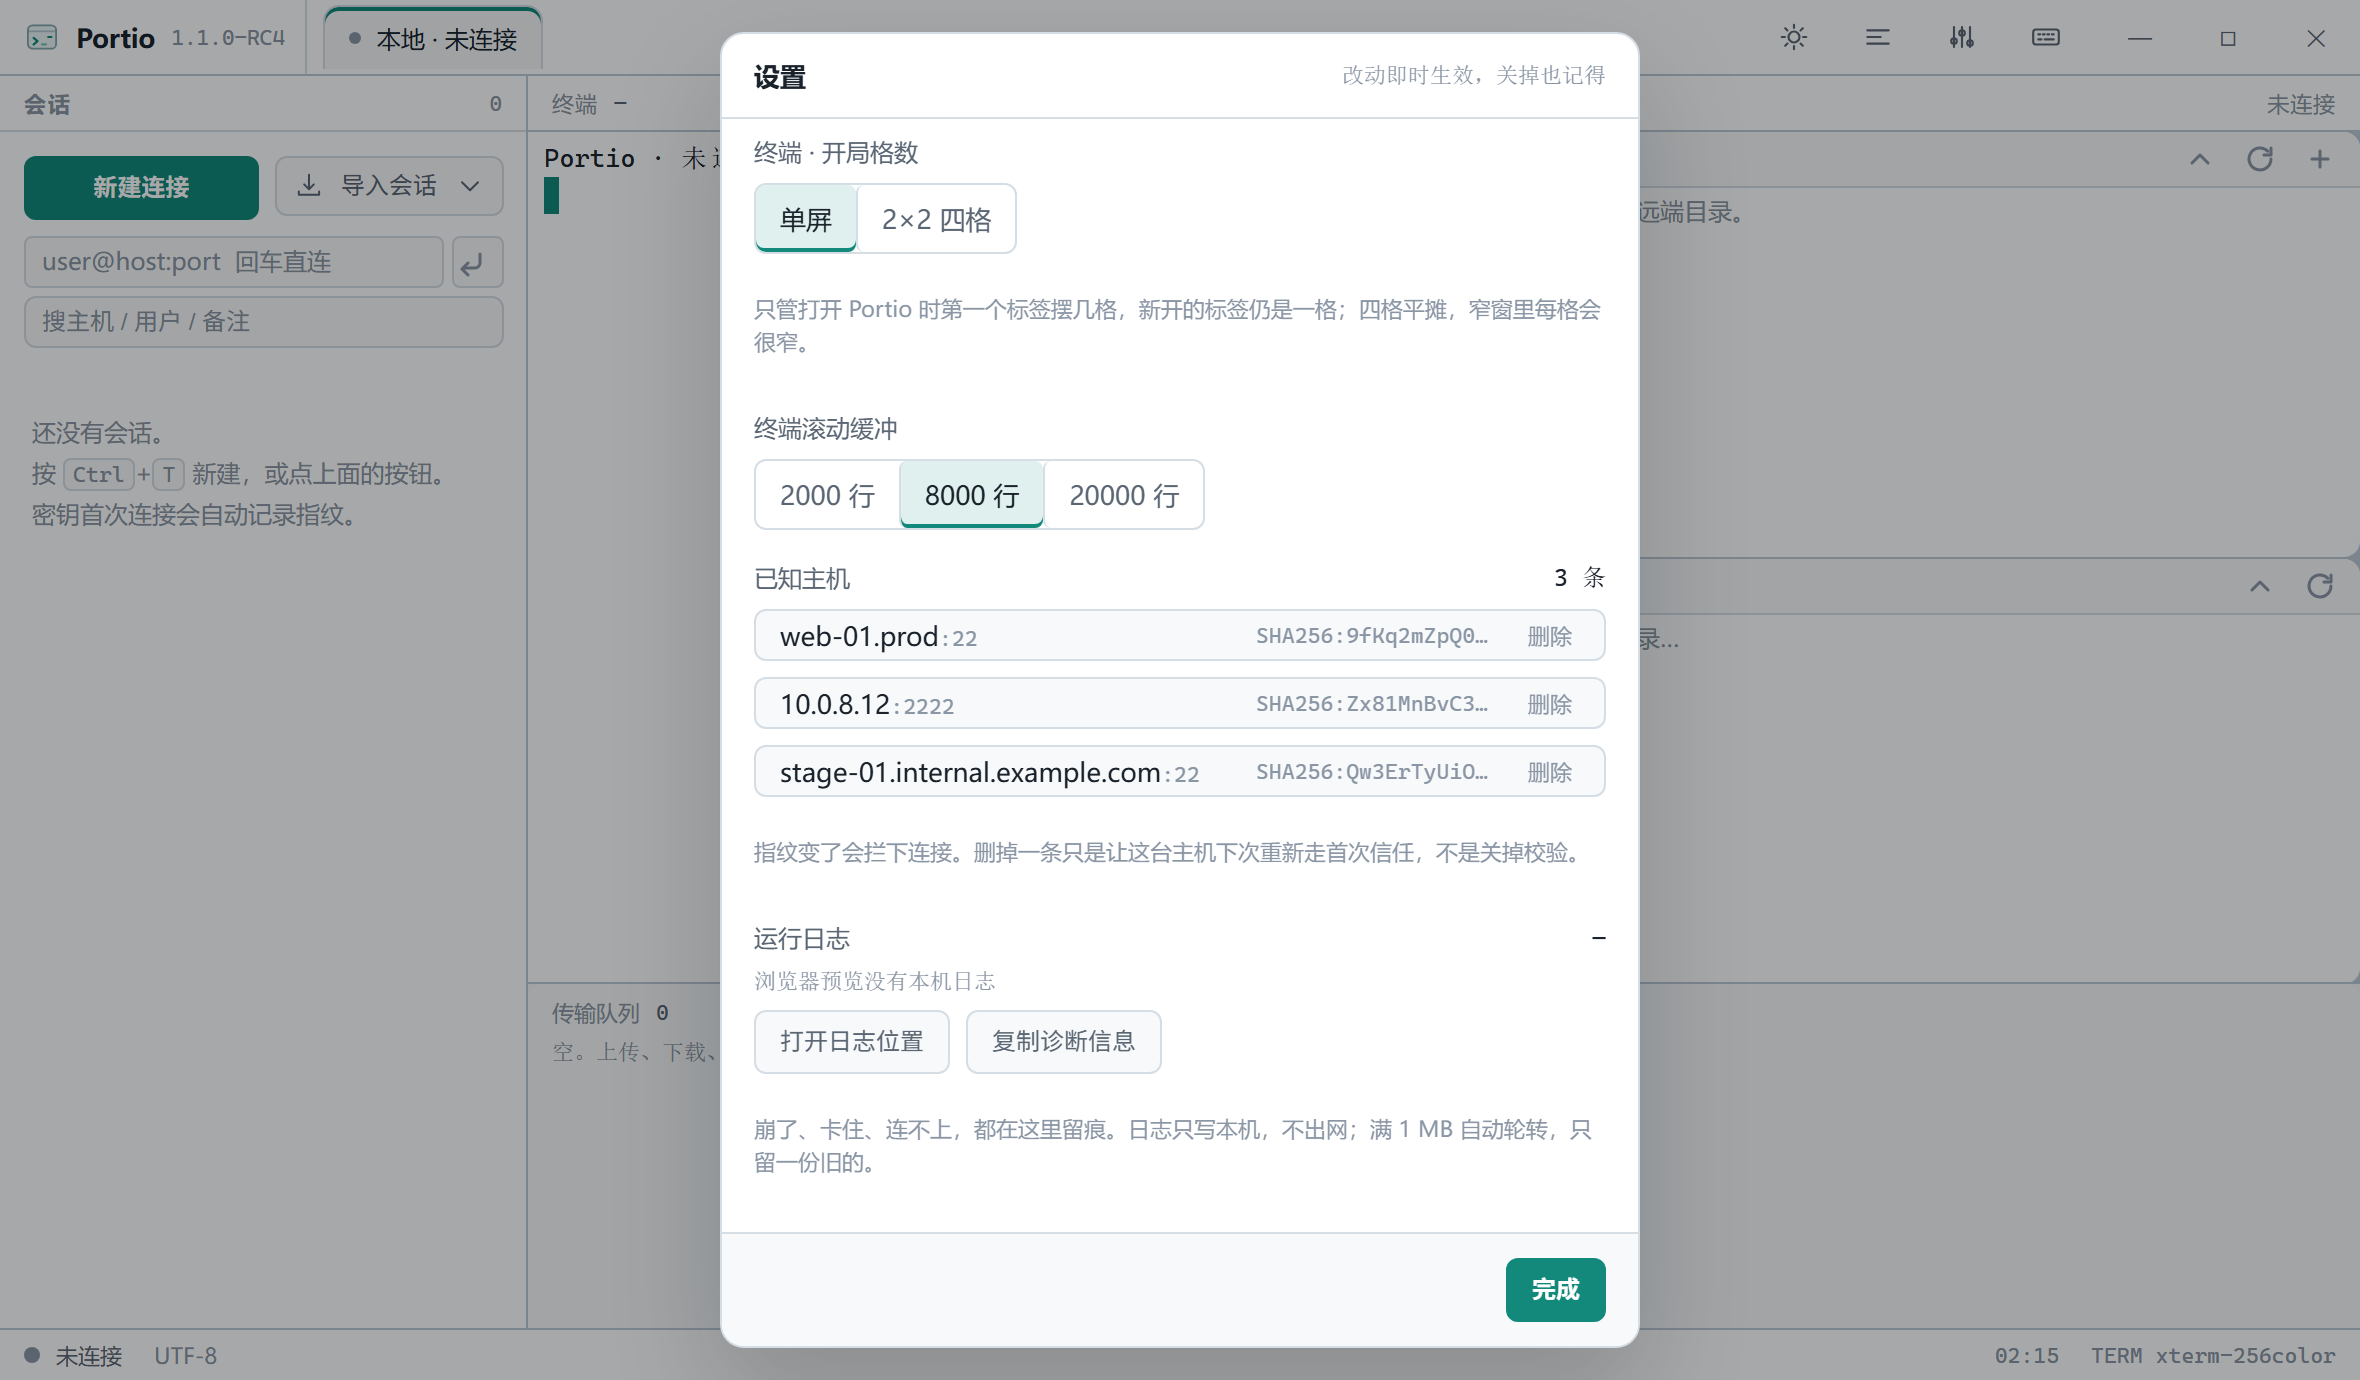 Portio 1.1.0-RC4
本地 · 未连接
会话 0
新建连接
导入会话
user@host:port 回车直连
搜主机 / 用户 / 备注
还没有会话。
按 Ctrl+T 新建，或点上面的按钮。
密钥首次连接会自动记录指纹。
终端 —
Portio · 未
传输队列 0
空。上传、下载、
设置
改动即时生效，关掉也记得
终端 · 开局格数
单屏
2×2 四格
只管打开 Portio 时第一个标签摆几格，新开的标签仍是一格；四格平摊，窄窗里每格会
很窄。
终端滚动缓冲
2000 行
8000 行
20000 行
已知主机 3 条
web-01.prod:22 SHA256:9fKq2mZpQ0… 删除
10.0.8.12:2222 SHA256:Zx81MnBvC3… 删除
stage-01.internal.example.com:22 SHA256:Qw3ErTyUiO… 删除
指纹变了会拦下连接。删掉一条只是让这台主机下次重新走首次信任，不是关掉校验。
运行日志 —
浏览器预览没有本机日志
打开日志位置
复制诊断信息
崩了、卡住、连不上，都在这里留痕。日志只写本机，不出网；满 1 MB 自动轮转，只
留一份旧的。
完成
未连接
远端目录。
录...
未连接 UTF-8
02:15 TERM xterm-256color